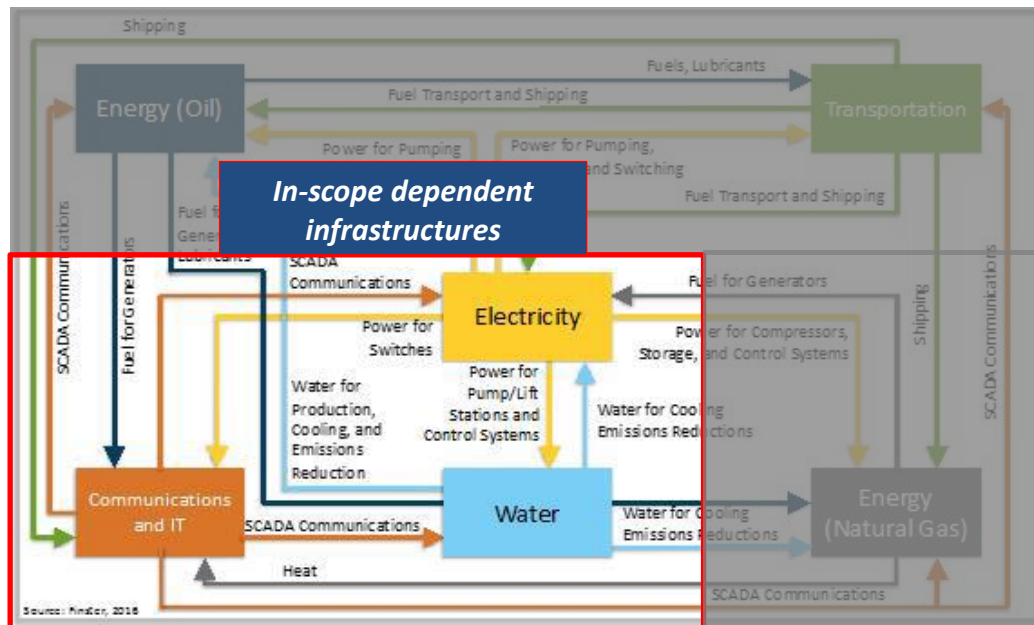 Shipping
Fuels, Lubricants
Energy (Oil)
Fuel Transport and Shipping
Transportation
Power for Pumping
Power for Pumping,
and Switching
Fuel Transport and Shipping
In-scope dependent
infrastructures
Fuel
Lubricants
SCADA
Communications
SCADA Communications
Fuel for Generators
Electricity
Fuel for Generators
Shipping
SCADA Communications
Power for
Switches
Power for Compressors,
Storage, and Control Systems
Power for
Pump/Lift
Stations and
Control Systems
Water for
Production,
Cooling, and
Emissions
Reduction
Water for Cooling
Emissions Reductions
Communications
and IT
SCADA Communications
Water
Water for Cooling
Emissions Reductions
Energy
(Natural Gas)
Heat
SCADA Communications
Source: Finster, 2016